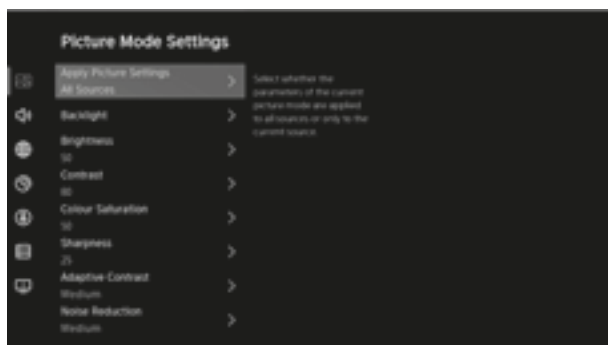 Picture Mode Settings
Apply Picture Settings
All Sources
Select whether the
parameters of the current
picture mode are applied
to all sources or only to the
current source.
Backlight
Brightness
50
Contrast
80
Colour Saturation
50
Sharpness
25
Adaptive Contrast
Medium
Noise Reduction
Medium